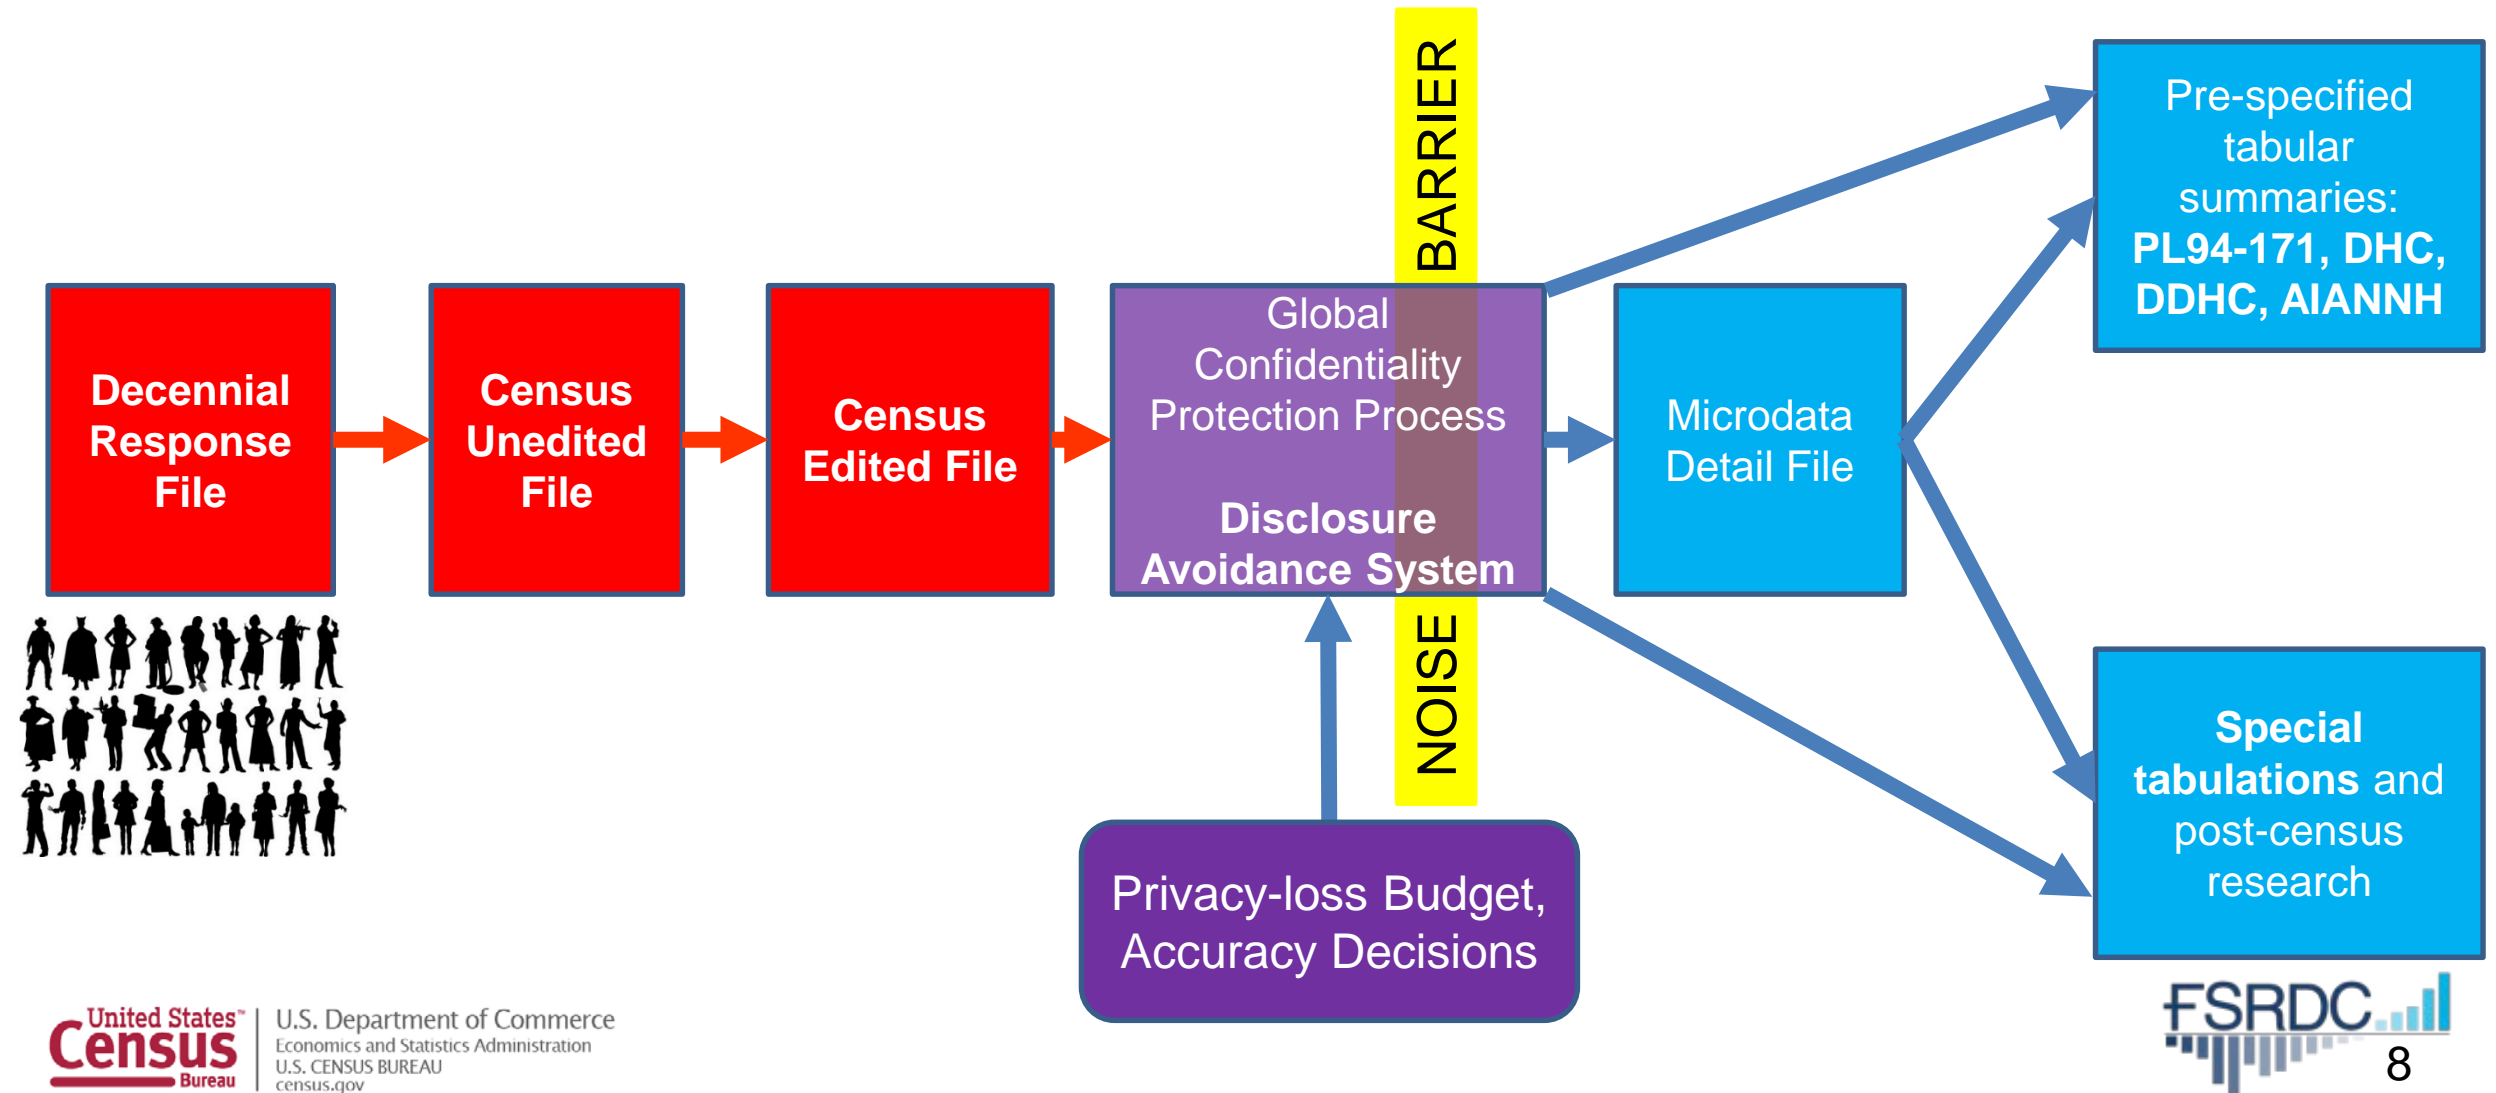 NOISE BARRIER
Decennial
Response
File
Census
Unedited
File
Census
Edited File
Global
Confidentiality
Protection Process
Disclosure
Avoidance System
Microdata
Detail File
Pre-specified
tabular
summaries:
PL94-171, DHC,
DDHC, AIANNH
Special
tabulations and
post-census
research
Privacy-loss Budget,
Accuracy Decisions
United States™
Census
Bureau
U.S. Department of Commerce
Economics and Statistics Administration
U.S. CENSUS BUREAU
census.gov
FSRDC
8